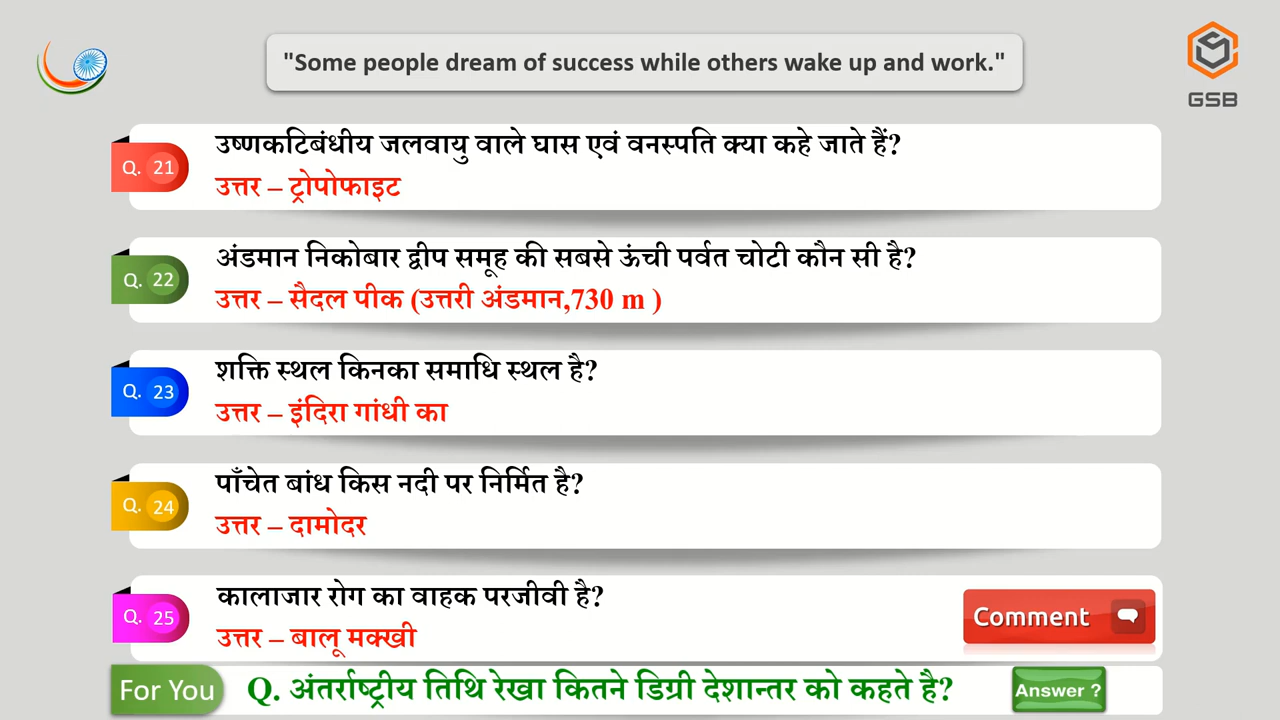 "Some people dream of success while others wake up and work."
GSB
Q. 21
उष्णकटिबंधीय जलवायु वाले घास एवं वनस्पति क्या कहे जाते हैं?
उत्तर – ट्रोपोफाइट
Q. 22
अंडमान निकोबार द्वीप समूह की सबसे ऊंची पर्वत चोटी कौन सी है?
उत्तर – सैदल पीक (उत्तरी अंडमान,730 m )
Q. 23
शक्ति स्थल किनका समाधि स्थल है?
उत्तर – इंदिरा गांधी का
Q. 24
पाँचेत बांध किस नदी पर निर्मित है?
उत्तर – दामोदर
Q. 25
कालाजार रोग का वाहक परजीवी है?
उत्तर – बालू मक्खी
Comment
For You
Q. अंतर्राष्ट्रीय तिथि रेखा कितने डिग्री देशान्तर को कहते है?
Answer ?